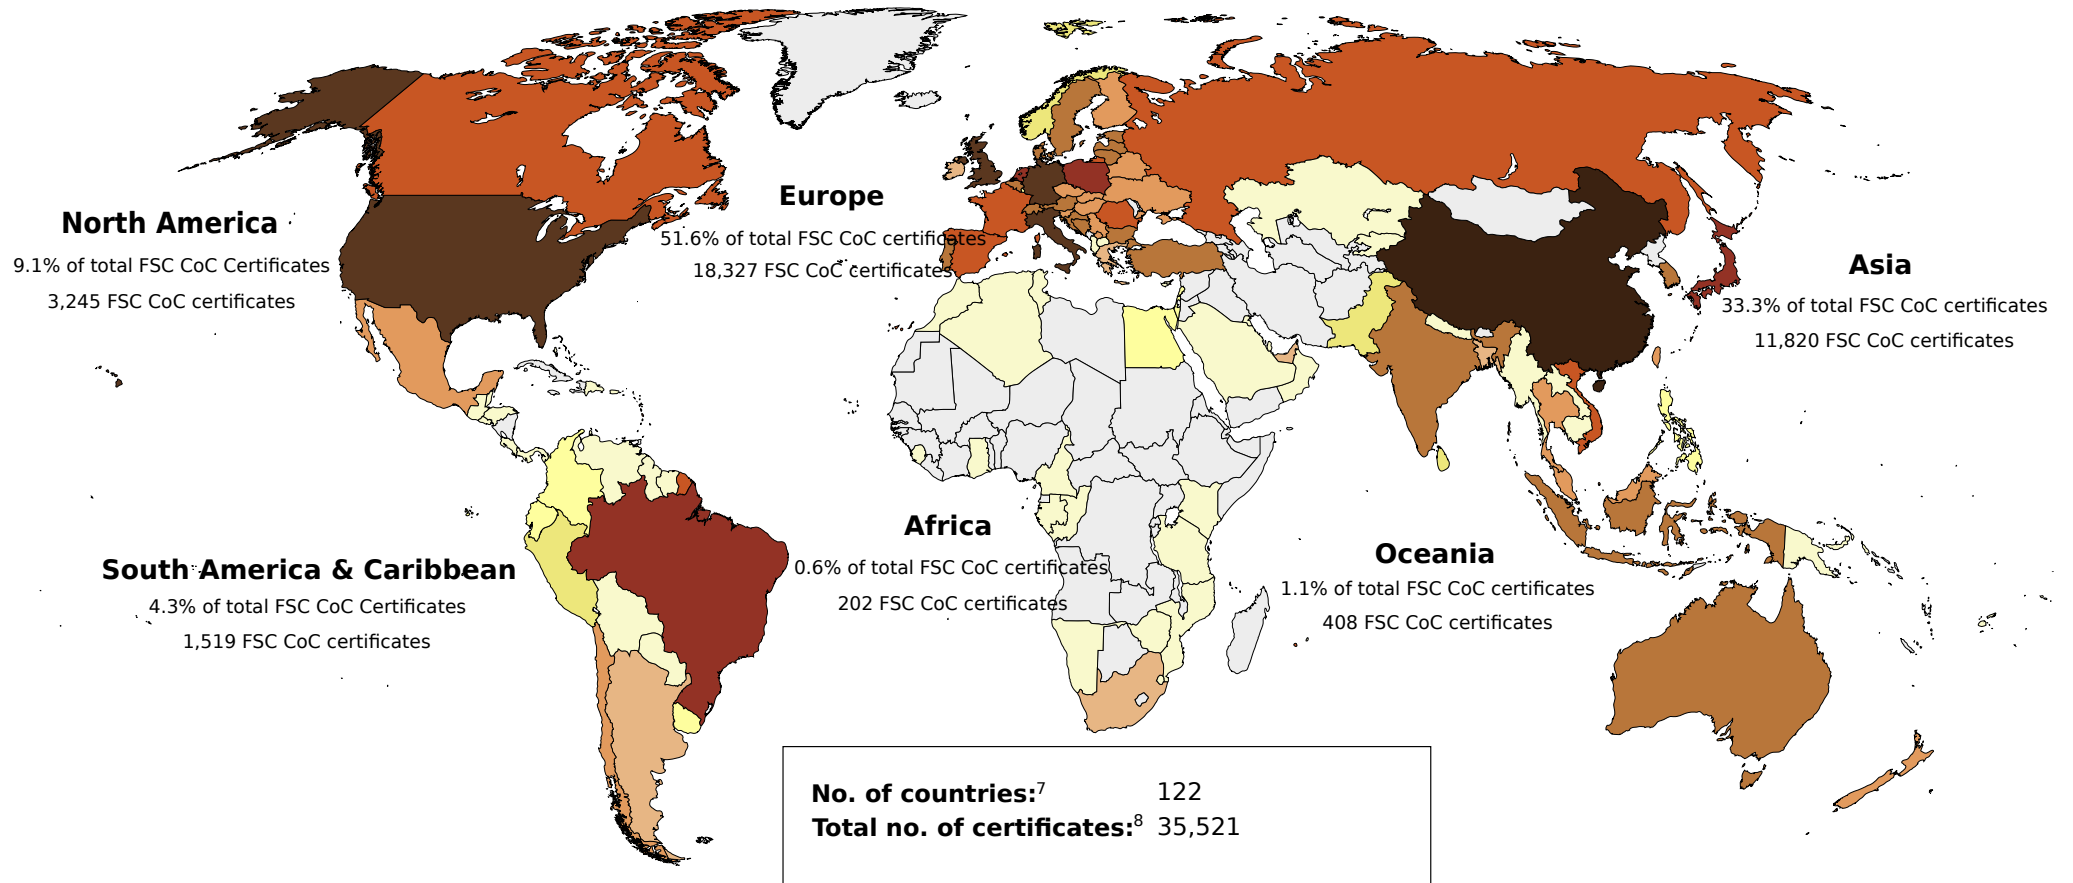 North America
9.1% of total FSC CoC Certificates
3,245 FSC CoC certificates
Europe
51.6% of total FSC CoC certificates
18,327 FSC CoC certificates
Asia
33.3% of total FSC CoC certificates
11,820 FSC CoC certificates
South America & Caribbean
4.3% of total FSC CoC Certificates
1,519 FSC CoC certificates
Africa
0.6% of total FSC CoC certificates
202 FSC CoC certificates
Oceania
1.1% of total FSC CoC certificates
408 FSC CoC certificates
No. of countries:⁷ 122
Total no. of certificates:⁸ 35,521